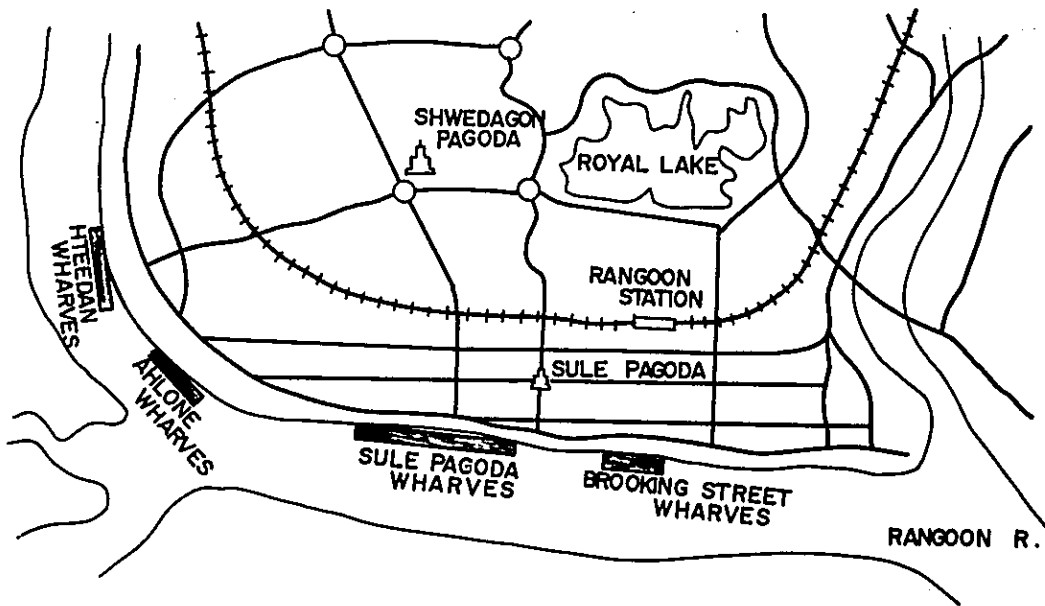 SHWEDAGON
PAGODA
ROYAL LAKE
HTEEDAN
WHARVES
RANGOON
STATION
SULE PAGODA
AHLONE
WHARVES
SULE PAGODA
WHARVES
BROOKING STREET
WHARVES
RANGOON R.